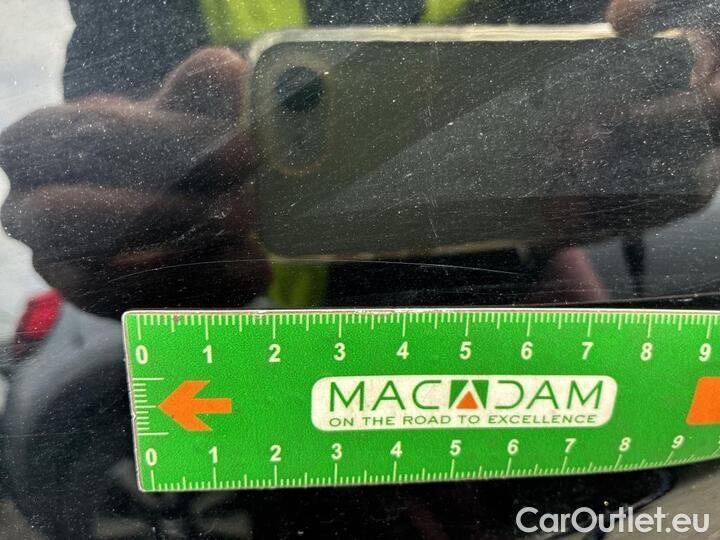 0 1 2 3 4 5 6 7 8 9
MACADAM
ON THE ROAD TO EXCELLENCE
0 1 2 3 4 5 6 7 8 9
CarOutlet.eu